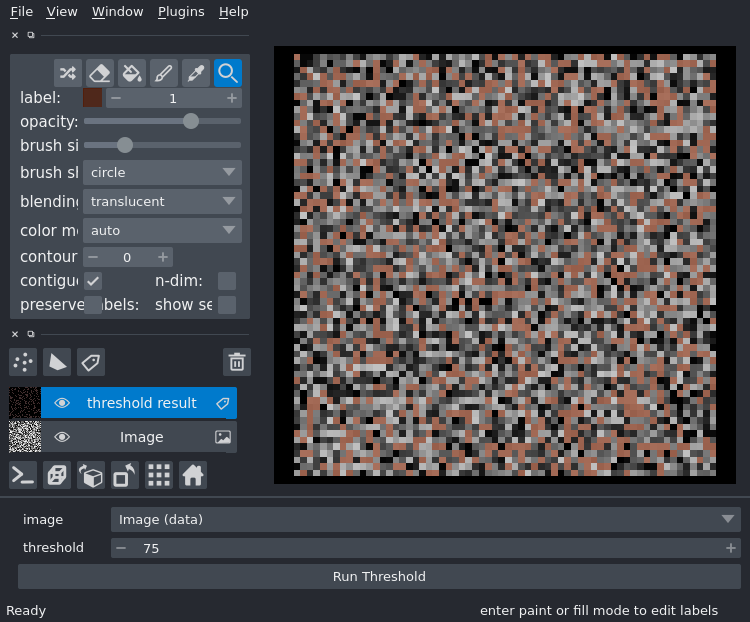 File View Window Plugins Help
label: 1
opacity:
brush si
brush sl circle
blending translucent
color m auto
contour 0
contigu n-dim:
preserve abels: show se
threshold result
Image
image Image (data)
threshold 75
Run Threshold
Ready enter paint or fill mode to edit labels